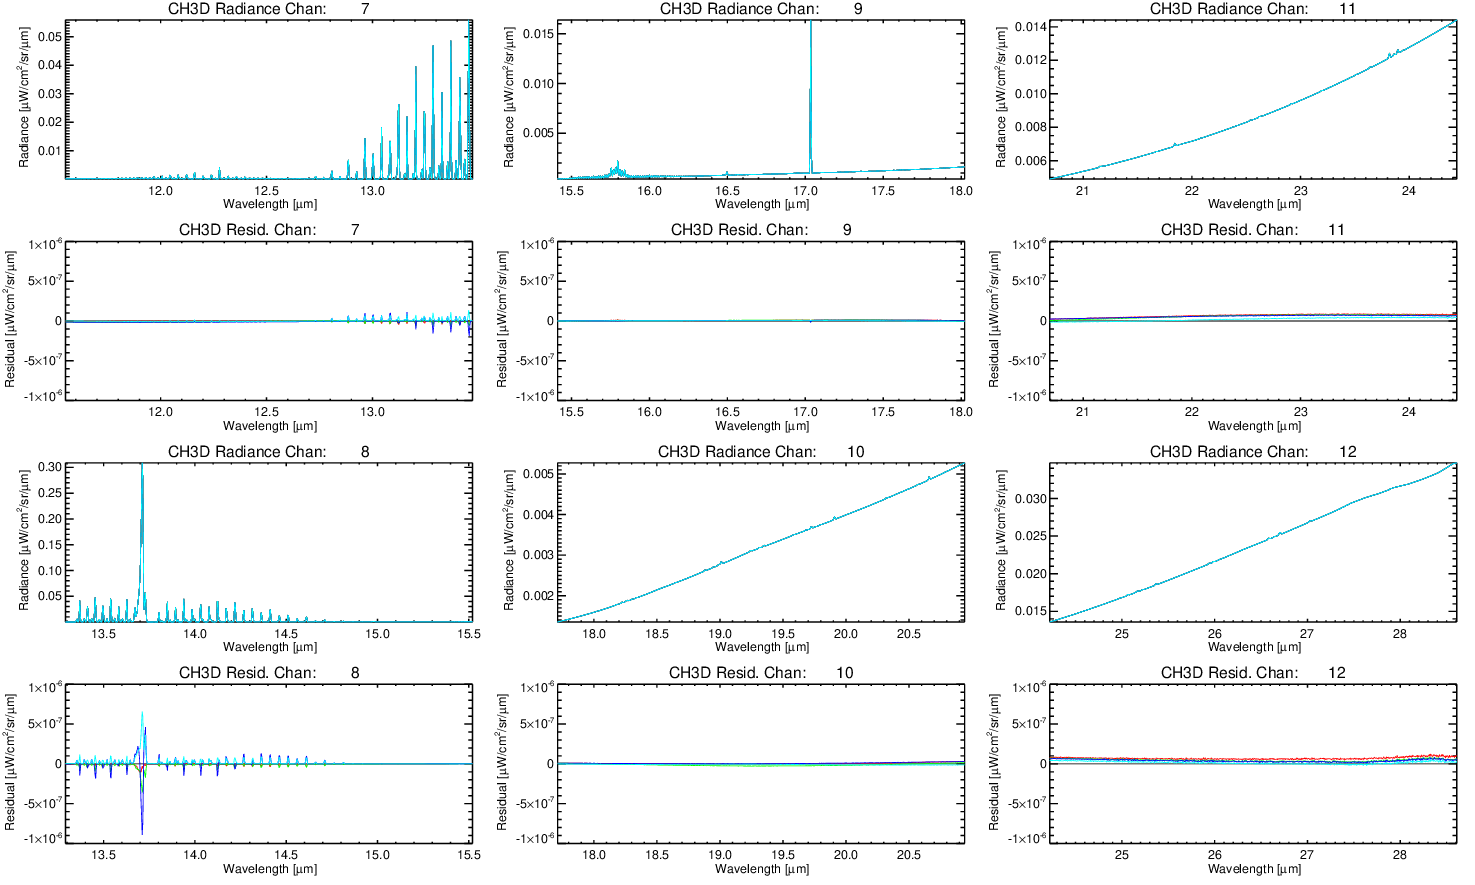 CH3D Radiance Chan: 7
Radiance [μW/cm²/sr/μm]
0.05
0.04
0.03
0.02
0.01
12.0 12.5 13.0
Wavelength [μm]
CH3D Radiance Chan: 9
Radiance [μW/cm²/sr/μm]
0.015
0.010
0.005
15.5 16.0 16.5 17.0 17.5 18.0
Wavelength [μm]
CH3D Radiance Chan: 11
Radiance [μW/cm²/sr/μm]
0.014
0.012
0.010
0.008
0.006
21 22 23 24
Wavelength [μm]
CH3D Resid. Chan: 7
Residual [μW/cm²/sr/μm]
1×10⁻⁶
5×10⁻⁷
0
-5×10⁻⁷
-1×10⁻⁶
12.0 12.5 13.0
Wavelength [μm]
CH3D Resid. Chan: 9
Residual [μW/cm²/sr/μm]
1×10⁻⁶
5×10⁻⁷
0
-5×10⁻⁷
-1×10⁻⁶
15.5 16.0 16.5 17.0 17.5 18.0
Wavelength [μm]
CH3D Resid. Chan: 11
Residual [μW/cm²/sr/μm]
1×10⁻⁶
5×10⁻⁷
0
-5×10⁻⁷
-1×10⁻⁶
21 22 23 24
Wavelength [μm]
CH3D Radiance Chan: 8
Radiance [μW/cm²/sr/μm]
0.30
0.25
0.20
0.15
0.10
0.05
13.5 14.0 14.5 15.0 15.5
Wavelength [μm]
CH3D Radiance Chan: 10
Radiance [μW/cm²/sr/μm]
0.005
0.004
0.003
0.002
18.0 18.5 19.0 19.5 20.0 20.5
Wavelength [μm]
CH3D Radiance Chan: 12
Radiance [μW/cm²/sr/μm]
0.030
0.025
0.020
0.015
25 26 27 28
Wavelength [μm]
CH3D Resid. Chan: 8
Residual [μW/cm²/sr/μm]
1×10⁻⁶
5×10⁻⁷
0
-5×10⁻⁷
-1×10⁻⁶
13.5 14.0 14.5 15.0 15.5
Wavelength [μm]
CH3D Resid. Chan: 10
Residual [μW/cm²/sr/μm]
1×10⁻⁶
5×10⁻⁷
0
-5×10⁻⁷
-1×10⁻⁶
18.0 18.5 19.0 19.5 20.0 20.5
Wavelength [μm]
CH3D Resid. Chan: 12
Residual [μW/cm²/sr/μm]
1×10⁻⁶
5×10⁻⁷
0
-5×10⁻⁷
-1×10⁻⁶
25 26 27 28
Wavelength [μm]